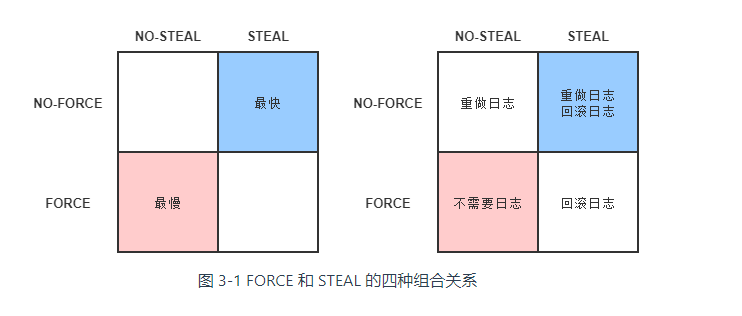 NO-STEAL STEAL
NO-FORCE 最快
FORCE 最慢
NO-STEAL STEAL
NO-FORCE 重做日志 重做日志
回滚日志
FORCE 不需要日志 回滚日志
图 3-1 FORCE 和 STEAL 的四种组合关系